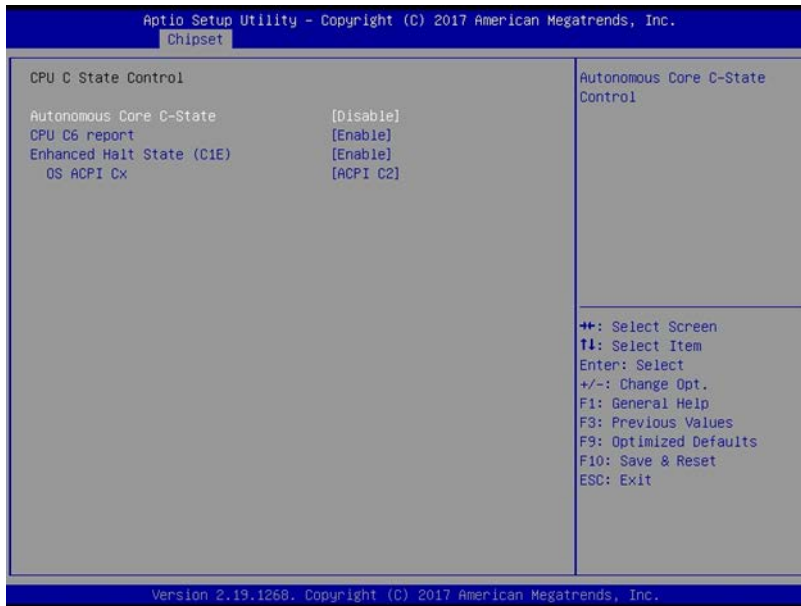 Aptio Setup Utility – Copyright (C) 2017 American Megatrends, Inc.
Chipset
CPU C State Control
Autonomous Core C-State [Disable]
CPU C6 report [Enable]
Enhanced Halt State (C1E) [Enable]
OS ACPI Cx [ACPI C2]
Autonomous Core C-State
Control
→←: Select Screen
↑↓: Select Item
Enter: Select
+/-: Change Opt.
F1: General Help
F3: Previous Values
F9: Optimized Defaults
F10: Save & Reset
ESC: Exit
Version 2.19.1268. Copyright (C) 2017 American Megatrends, Inc.